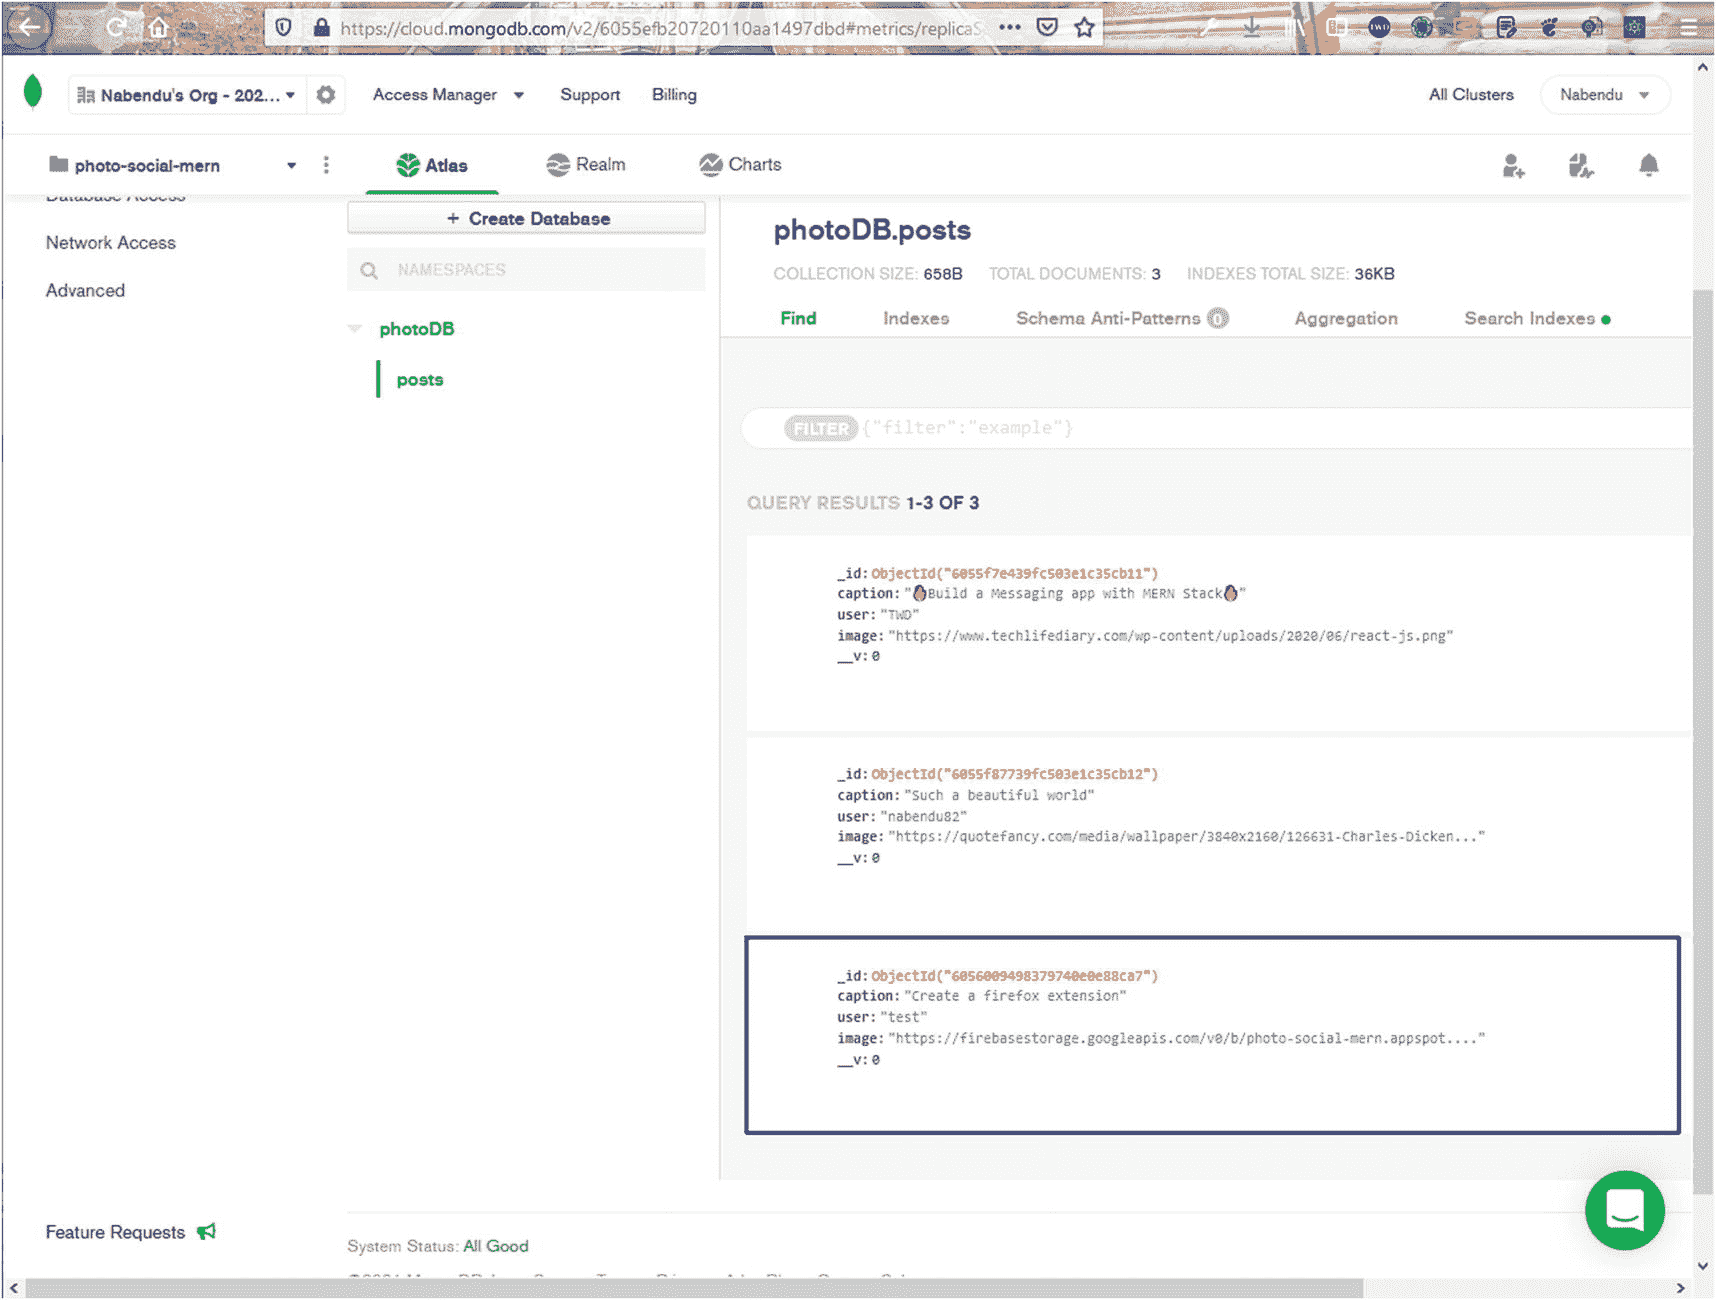 https://cloud.mongodb.com/v2/6055efb20720110aa1497dbd#metrics/replicaS
Nabendu's Org - 202...
Access Manager
Support
Billing
All Clusters
Nabendu
photo-social-mern
Atlas
Realm
Charts
Database Access
Network Access
Advanced
+ Create Database
NAMESPACES
photoDB
posts
photoDB.posts
COLLECTION SIZE: 658B TOTAL DOCUMENTS: 3 INDEXES TOTAL SIZE: 36KB
Find Indexes Schema Anti-Patterns 0 Aggregation Search Indexes
FILTER {"filter":"example"}
QUERY RESULTS 1-3 OF 3
_id: ObjectId("6055f7e439fc503e1c35cb11")
caption: "Build a Messaging app with MERN Stack"
user: "TWD"
image: "https://www.techlifediary.com/wp-content/uploads/2020/06/react-js.png"
__v: 0
_id: ObjectId("6055f87739fc503e1c35cb12")
caption: "Such a beautiful world"
user: "nabendu82"
image: "https://quotefancy.com/media/wallpaper/3840x2160/126631-Charles-Dicken..."
__v: 0
_id: ObjectId("6056009498379740e0e88ca7")
caption: "Create a firefox extension"
user: "test"
image: "https://firebasestorage.googleapis.com/v0/b/photo-social-mern.appspot...."
__v: 0
Feature Requests
System Status: All Good